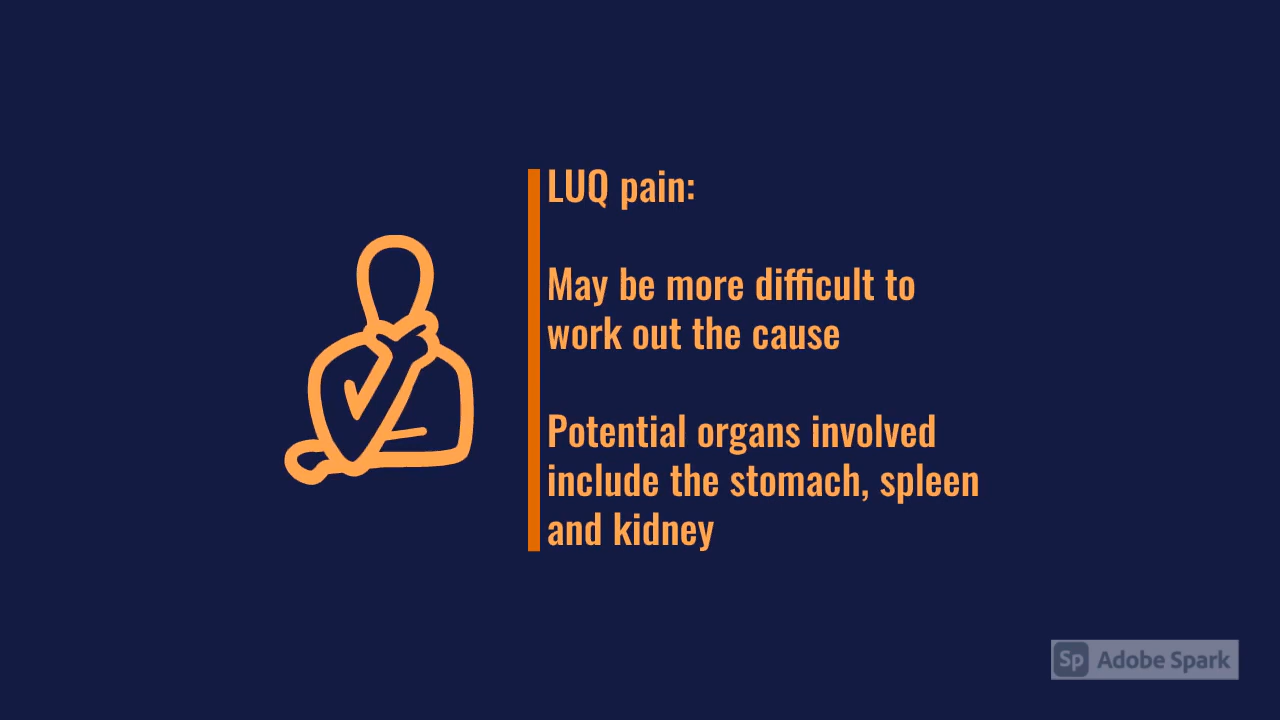 LUQ pain:
May be more difficult to
work out the cause
Potential organs involved
include the stomach, spleen
and kidney
Sp Adobe Spark